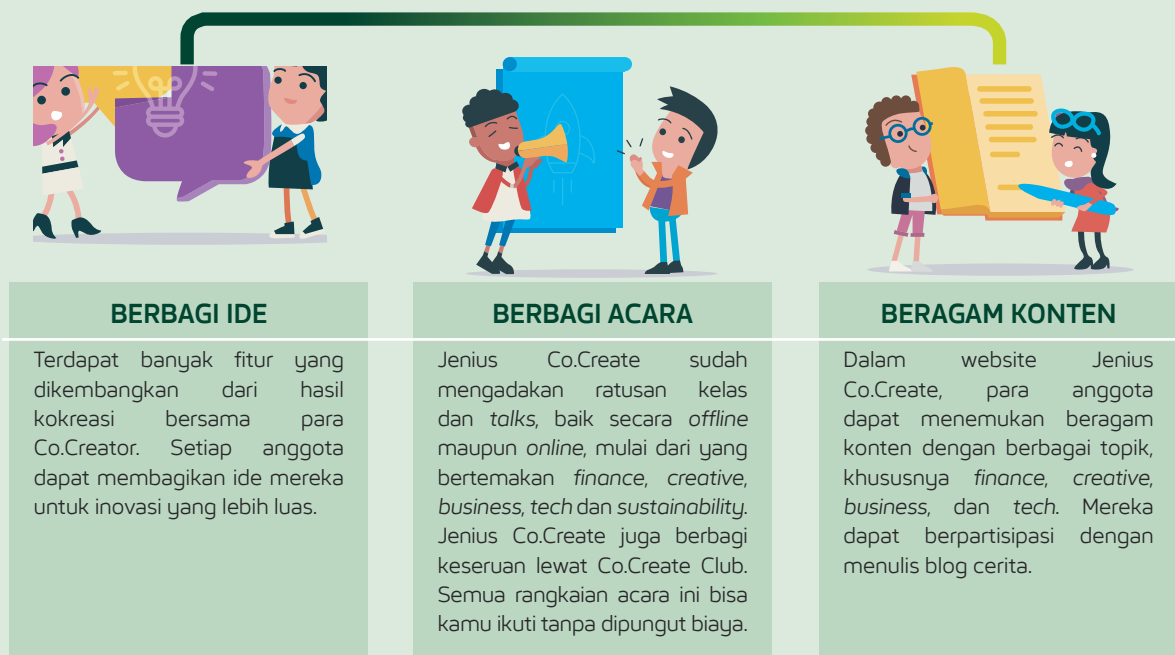 BERBAGI IDE
Terdapat banyak fitur yang
dikembangkan dari hasil
kokreasi bersama para
Co.Creator. Setiap anggota
dapat membagikan ide mereka
untuk inovasi yang lebih luas.
BERBAGI ACARA
Jenius Co.Create sudah
mengadakan ratusan kelas
dan talks, baik secara offline
maupun online, mulai dari yang
bertemakan finance, creative,
business, tech dan sustainability.
Jenius Co.Create juga berbagi
keseruan lewat Co.Create Club.
Semua rangkaian acara ini bisa
kamu ikuti tanpa dipungut biaya.
BERAGAM KONTEN
Dalam website Jenius
Co.Create, para anggota
dapat menemukan beragam
konten dengan berbagai topik,
khususnya finance, creative,
business, dan tech. Mereka
dapat berpartisipasi dengan
menulis blog cerita.